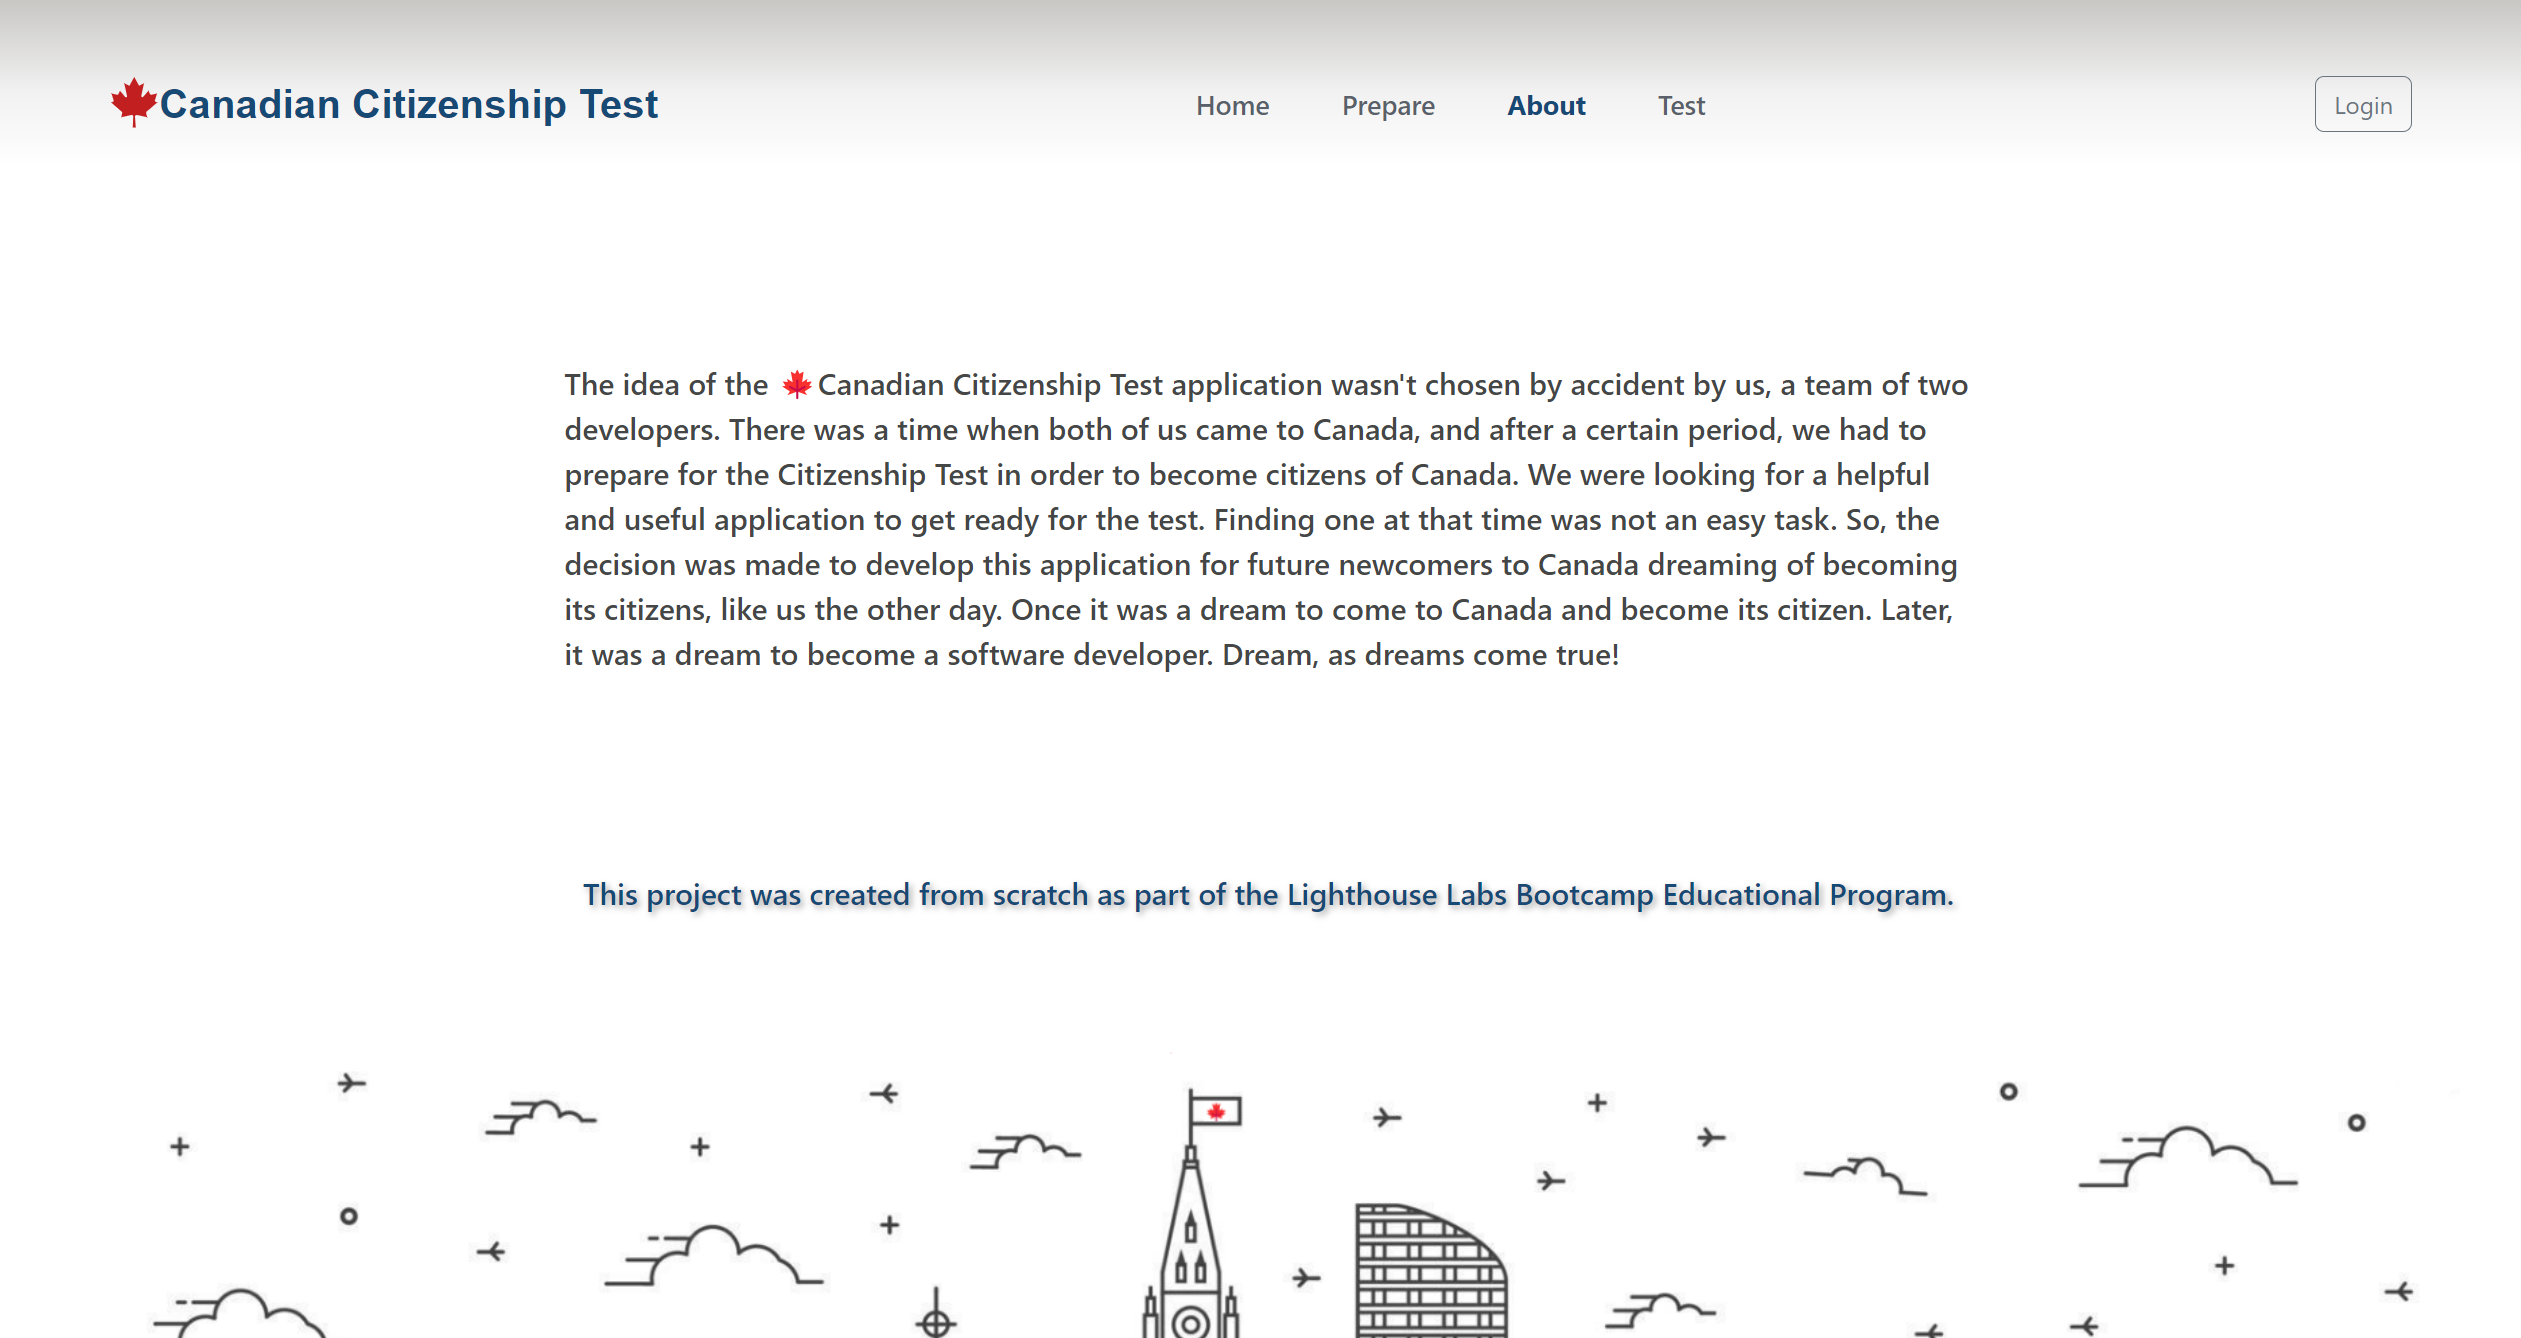 Canadian Citizenship Test
Home
Prepare
About
Test
Login
The idea of the 🍁Canadian Citizenship Test application wasn't chosen by accident by us, a team of two
developers. There was a time when both of us came to Canada, and after a certain period, we had to
prepare for the Citizenship Test in order to become citizens of Canada. We were looking for a helpful
and useful application to get ready for the test. Finding one at that time was not an easy task. So, the
decision was made to develop this application for future newcomers to Canada dreaming of becoming
its citizens, like us the other day. Once it was a dream to come to Canada and become its citizen. Later,
it was a dream to become a software developer. Dream, as dreams come true!
This project was created from scratch as part of the Lighthouse Labs Bootcamp Educational Program.